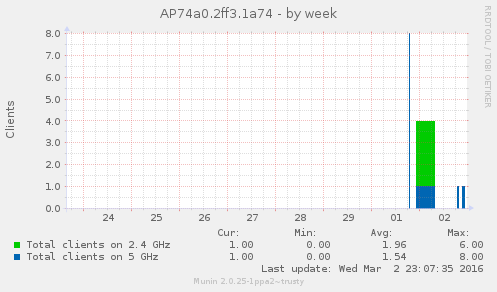 AP74a0.2ff3.1a74 - by week
RRDTOOL / TOBI OETIKER
Clients
8.0
7.0
6.0
5.0
4.0
3.0
2.0
1.0
0.0
24 25 26 27 28 29 01 02
Cur: Min: Avg: Max:
Total clients on 2.4 GHz 1.00 0.00 1.96 6.00
Total clients on 5 GHz 1.00 0.00 1.54 8.00
Last update: Wed Mar 2 23:07:35 2016
Munin 2.0.25-1ppa2~trusty